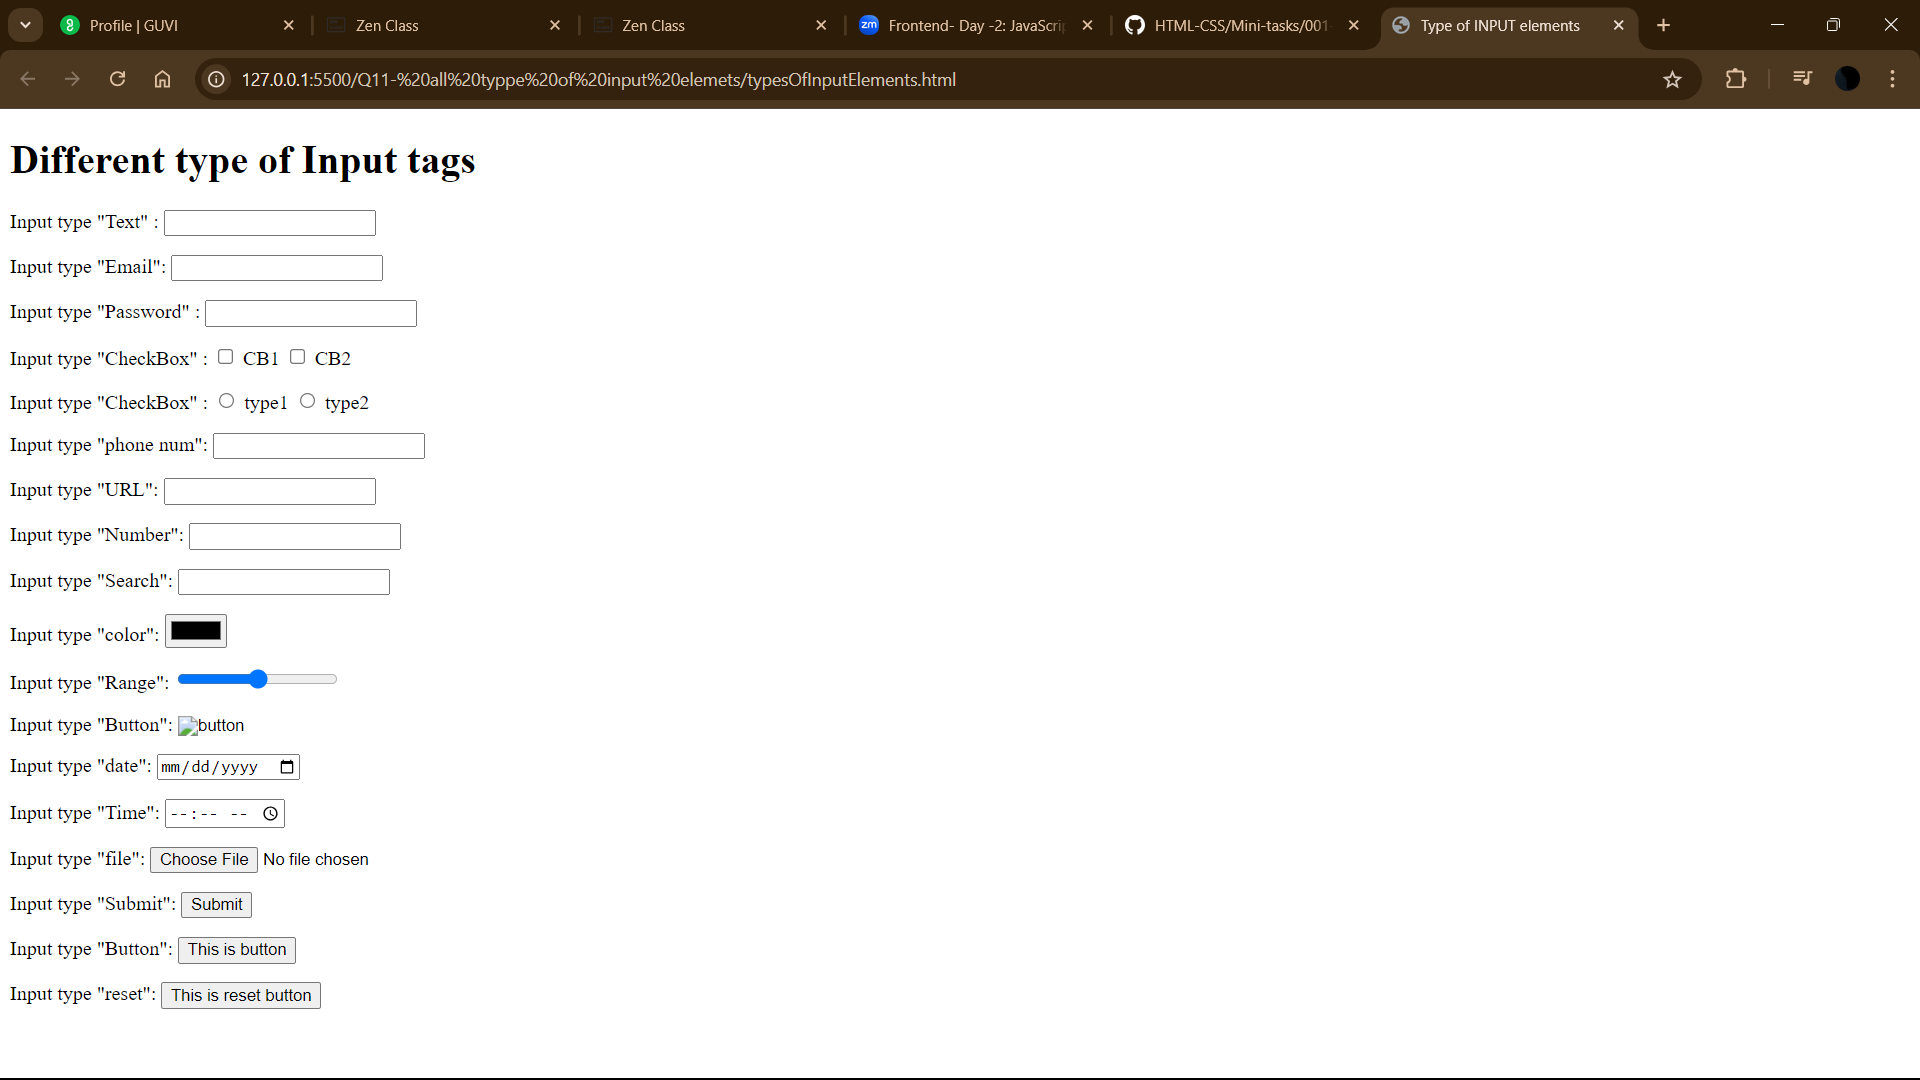 Profile | GUVI
Zen Class
Zen Class
zm Frontend- Day -2: JavaScri
HTML-CSS/Mini-tasks/001
Type of INPUT elements
127.0.0.1:5500/Q11-%20all%20typpe%20of%20input%20elemets/typesOfInputElements.html
Different type of Input tags
Input type "Text" :
Input type "Email":
Input type "Password" :
Input type "CheckBox" : CB1 CB2
Input type "CheckBox" : type1 type2
Input type "phone num":
Input type "URL":
Input type "Number":
Input type "Search":
Input type "color":
Input type "Range":
Input type "Button": button
Input type "date": mm/dd/yyyy
Input type "Time": --:-- --
Input type "file": Choose File No file chosen
Input type "Submit": Submit
Input type "Button": This is button
Input type "reset": This is reset button